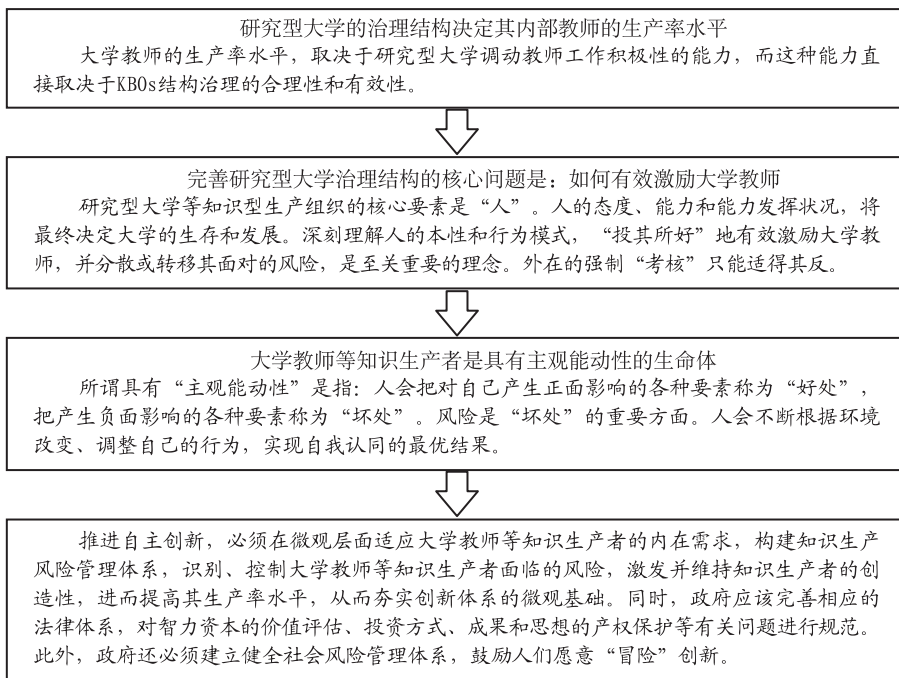 研究型大学的治理结构决定其内部教师的生产率水平
大学教师的生产率水平，取决于研究型大学调动教师工作积极性的能力，而这种能力直
接取决于KBOs结构治理的合理性和有效性。
完善研究型大学治理结构的核心问题是：如何有效激励大学教师
研究型大学等知识型生产组织的核心要素是“人”。人的态度、能力和能力发挥状况，将
最终决定大学的生存和发展。深刻理解人的本性和行为模式，“投其所好”地有效激励大学教
师，并分散或转移其面对的风险，是至关重要的理念。外在的强制“考核”只能适得其反。
大学教师等知识生产者是具有主观能动性的生命体
所谓具有“主观能动性”是指：人会把对自己产生正面影响的各种要素称为“好处”，
把产生负面影响的各种要素称为“坏处”。风险是“坏处”的重要方面。人会不断根据环境
改变、调整自己的行为，实现自我认同的最优结果。
推进自主创新，必须在微观层面适应大学教师等知识生产者的内在需求，构建知识生产
风险管理体系，识别、控制大学教师等知识生产者面临的风险，激发并维持知识生产者的创
造性，进而提高其生产率水平，从而夯实创新体系的微观基础。同时，政府应该完善相应的
法律体系，对智力资本的价值评估、投资方式、成果和思想的产权保护等有关问题进行规范。
此外，政府还必须建立健全社会风险管理体系，鼓励人们愿意“冒险”创新。